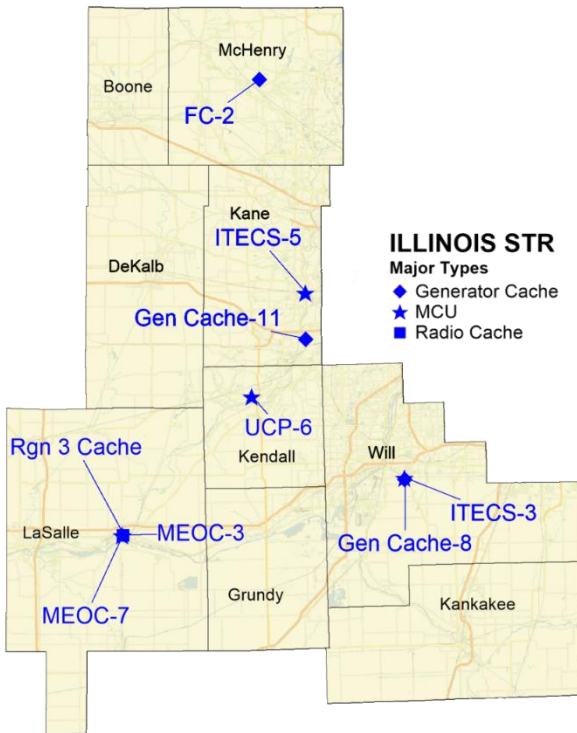 McHenry
Boone
FC-2
Kane
ITECS-5
DeKalb
Gen Cache-11
ILLINOIS STR
Major Types
Generator Cache
MCU
Radio Cache
UCP-6
Rgn 3 Cache
Kendall
Will
ITECS-3
LaSalle
MEOC-3
Gen Cache-8
MEOC-7
Grundy
Kankakee